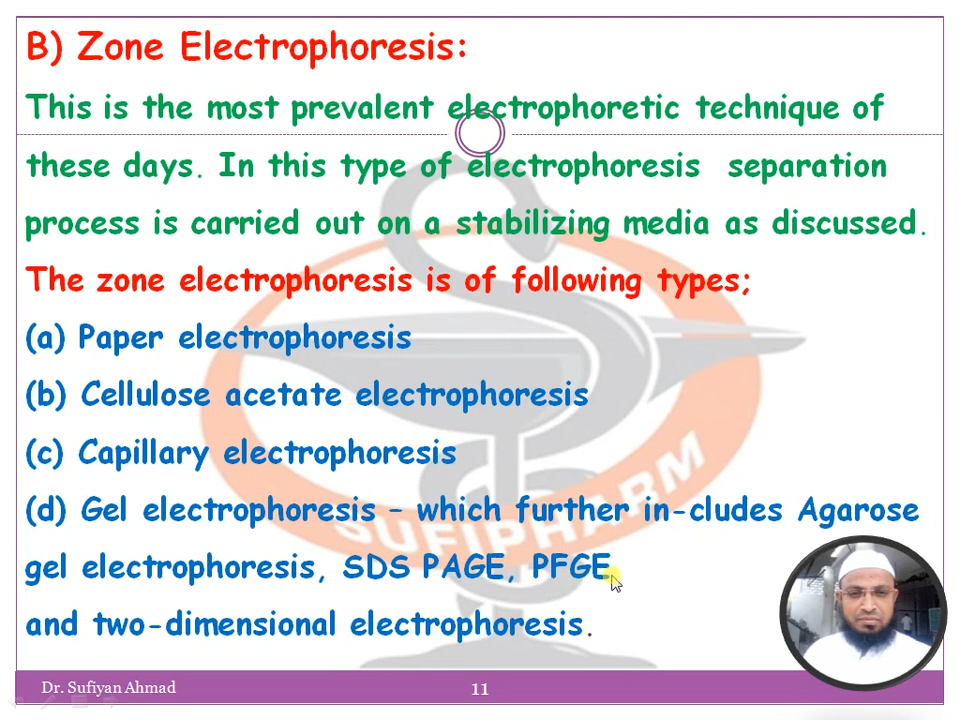 B) Zone Electrophoresis:
This is the most prevalent electrophoretic technique of
these days. In this type of electrophoresis separation
process is carried out on a stabilizing media as discussed.
The zone electrophoresis is of following types;
(a) Paper electrophoresis
(b) Cellulose acetate electrophoresis
(c) Capillary electrophoresis
(d) Gel electrophoresis – which further in-cludes Agarose
gel electrophoresis, SDS PAGE, PFGE
and two-dimensional electrophoresis.
SUFIPHARM
Dr. Sufiyan Ahmad
11